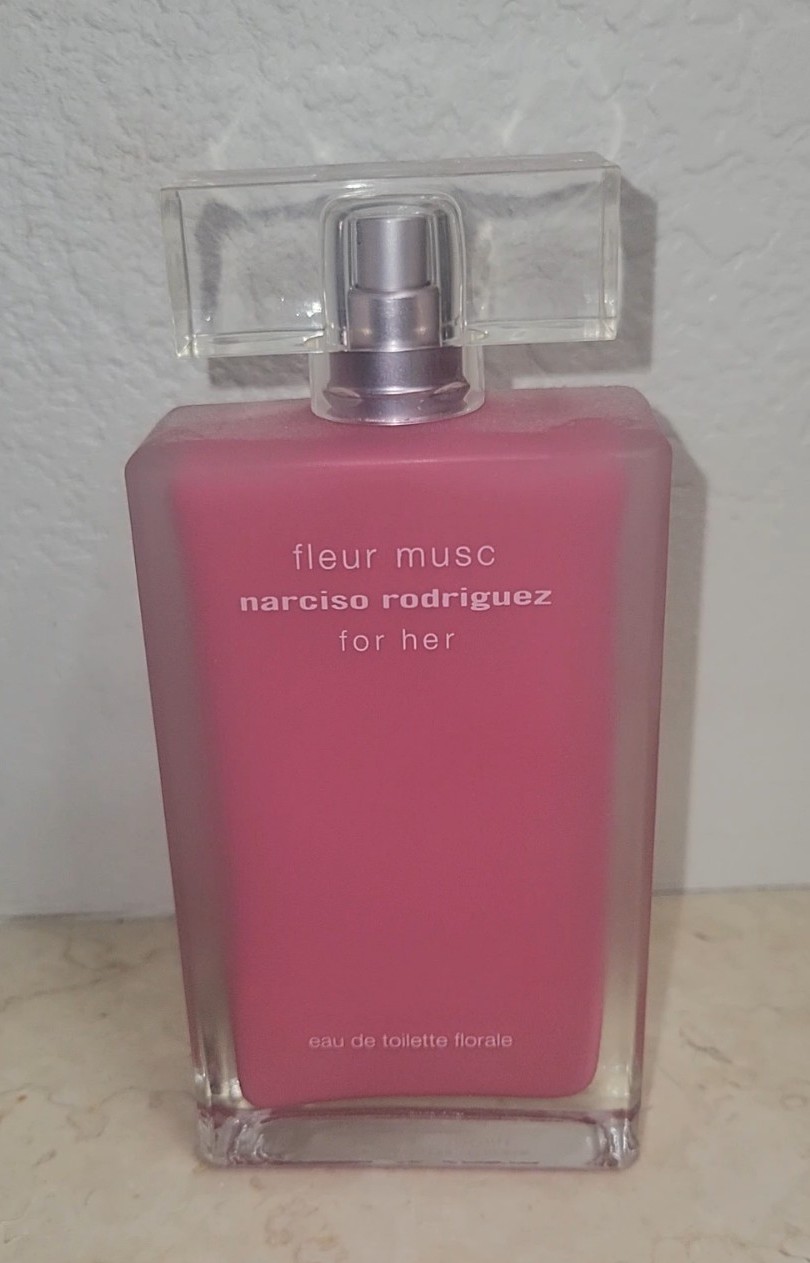 fleur musc
narciso rodriguez
for her
eau de toilette florale